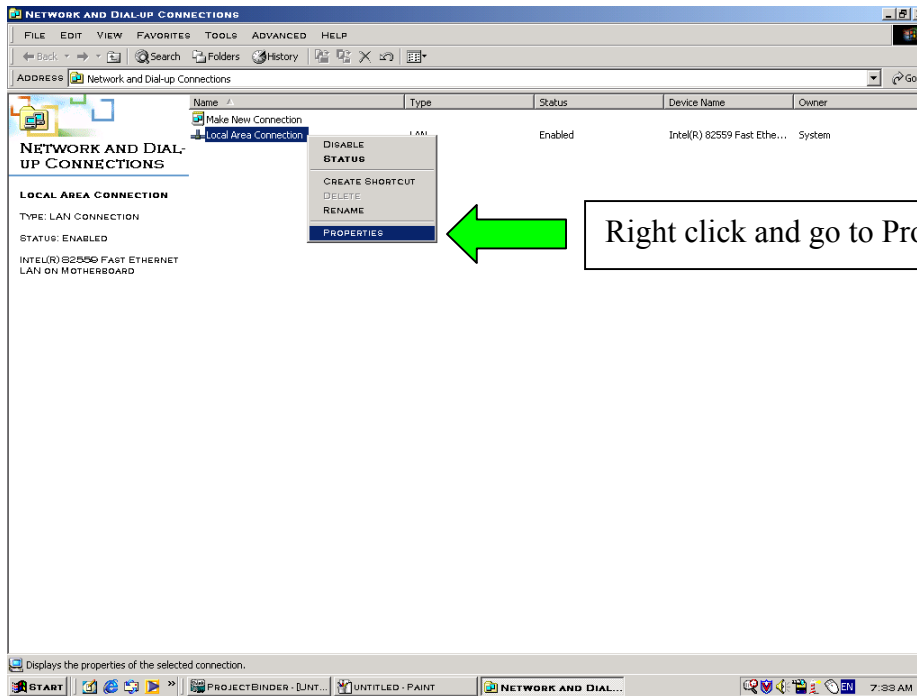 NETWORK AND DIAL-UP CONNECTIONS
FILE EDIT VIEW FAVORITES TOOLS ADVANCED HELP
Back Search Folders History
ADDRESS Network and Dial-up Connections Go
Name Type Status Device Name Owner
Make New Connection
Local Area Connection LAN Enabled Intel(R) 82559 Fast Ethe... System
NETWORK AND DIAL-
UP CONNECTIONS
LOCAL AREA CONNECTION
TYPE: LAN CONNECTION
STATUS: ENABLED
INTEL(R) 82559 FAST ETHERNET
LAN ON MOTHERBOARD
DISABLE
STATUS
CREATE SHORTCUT
DELETE
RENAME
PROPERTIES
Right click and go to Pro
Displays the properties of the selected connection.
START » PROJECTBINDER - [UNT... UNTITLED - PAINT NETWORK AND DIAL... EN 7:33 AM